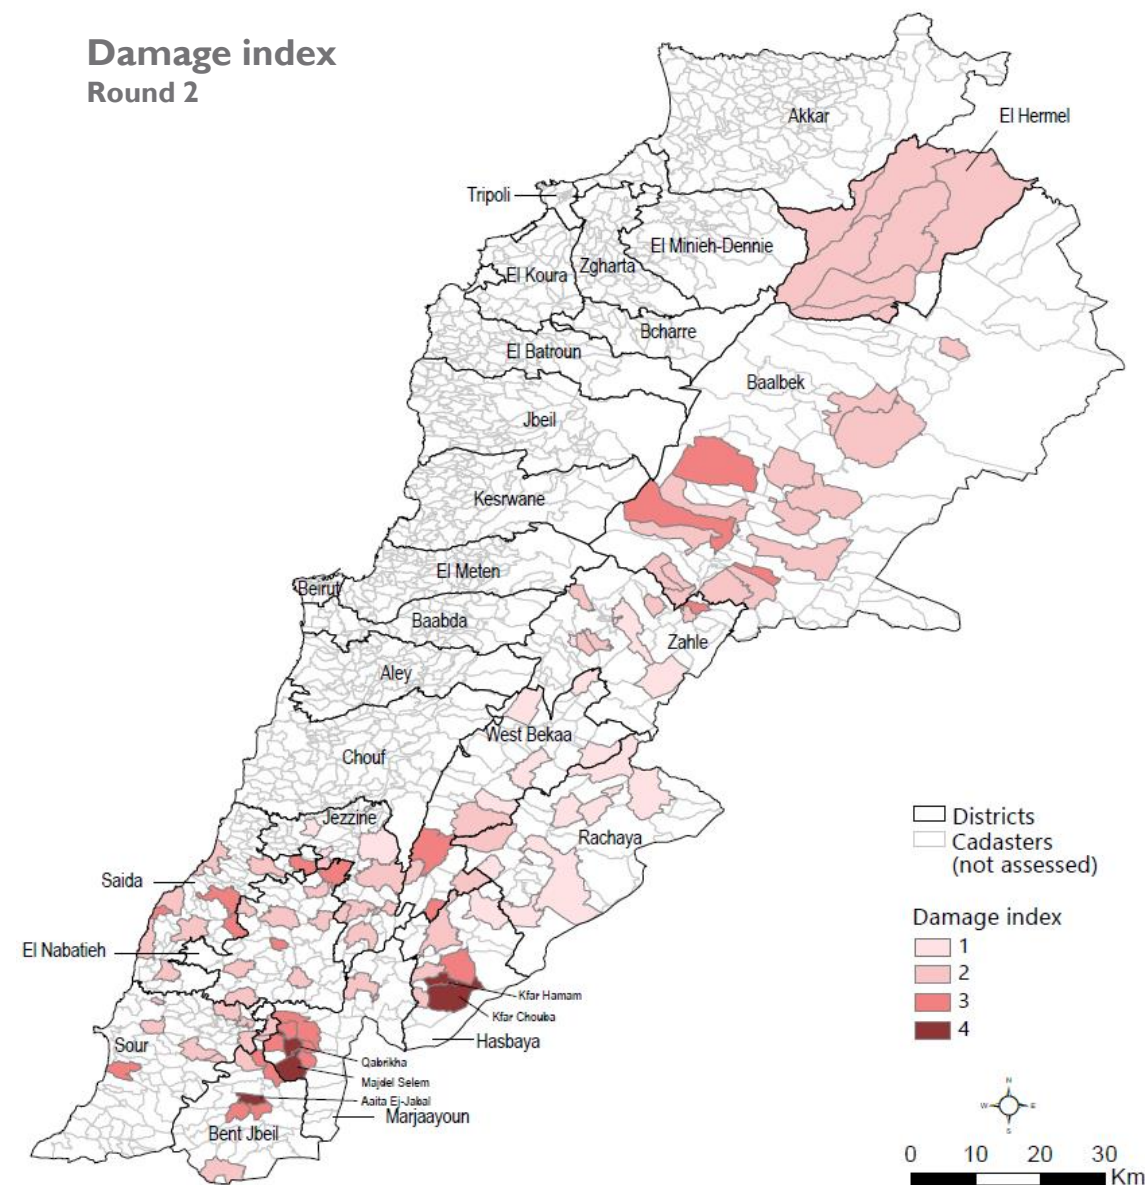 Damage index
Round 2
Akkar
El Hermel
Tripoli
El Minieh-Dennie
Zgharta
El Koura
Bcharre
El Batroun
Baalbek
Jbeil
Kesrwane
El Meten
Beirut
Baabda
Zahle
Aley
West Bekaa
Chouf
Jezzine
Rachaya
Saida
El Nabatieh
Kfar Hamam
Kfar Chouba
Hasbaya
Sour
Qabrikha
Majdel Selem
Aaita Ej-Jabal
Marjaayoun
Bent Jbeil
Districts
Cadasters
(not assessed)
Damage index
1
2
3
4
N
W E
S
0 10 20 30
Km